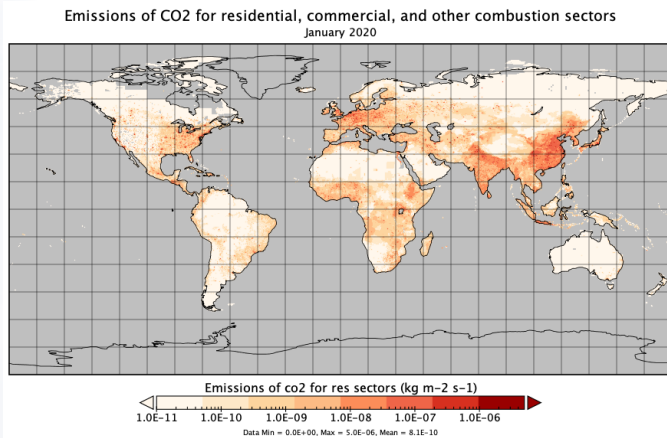 Emissions of CO2 for residential, commercial, and other combustion sectors
January 2020
Emissions of co2 for res sectors (kg m-2 s-1)
1.0E-11 1.0E-10 1.0E-09 1.0E-08 1.0E-07 1.0E-06
Data Min = 0.0E+00, Max = 5.0E-06, Mean = 8.1E-10